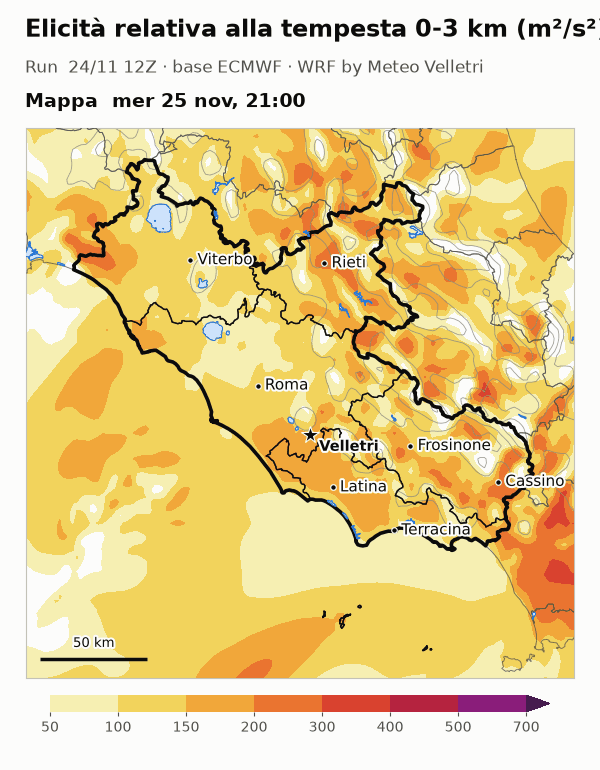 Elicità relativa alla tempesta 0-3 km (m²/s²)
Run 24/11 12Z · base ECMWF · WRF by Meteo Velletri
Mappa mer 25 nov, 21:00
Viterbo
Rieti
Roma
Velletri
Frosinone
Latina
Cassino
Terracina
50 km
50 100 150 200 300 400 500 700